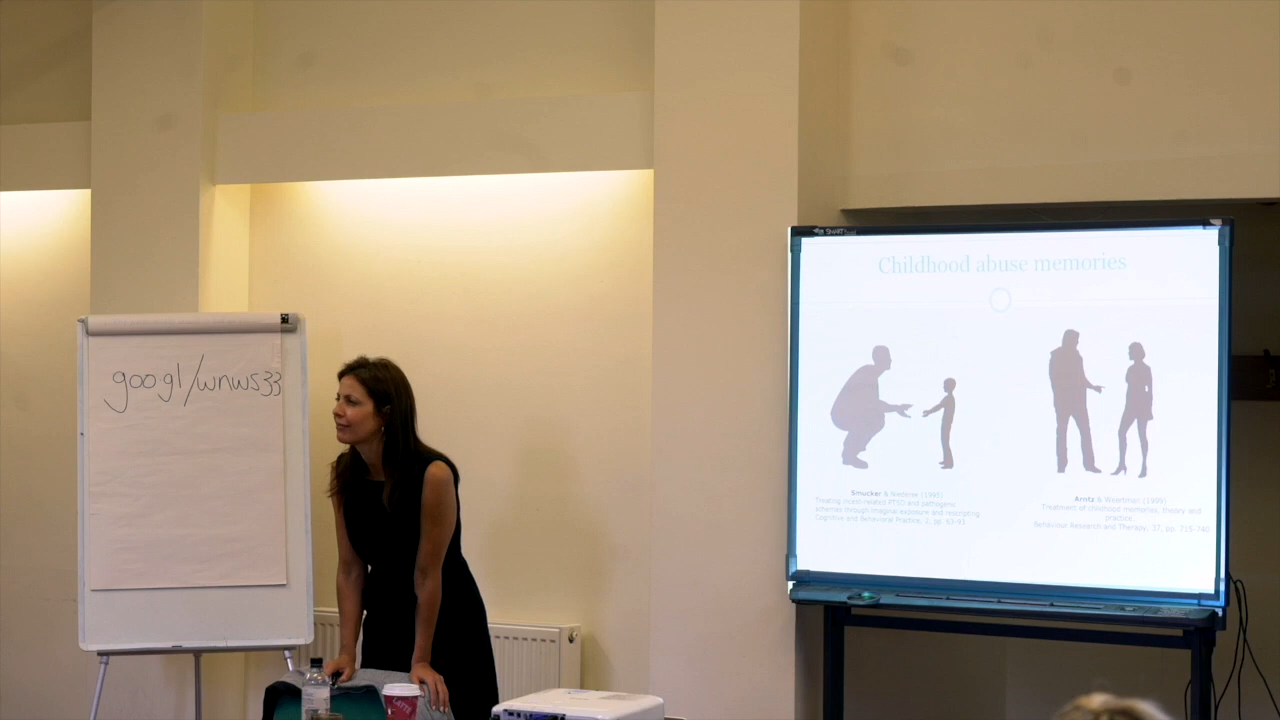 goo.gl/wnws33
SMART
Childhood abuse memories
Smucker & Niederee (1995)
Treating incest-related PTSD and pathogenic
schemas through imaginal exposure and rescripting
Cognitive and Behavioral Practice, 2, pp. 63-93
Arntz & Weertman (1999)
Treatment of childhood memories: theory and
practice.
Behaviour Research and Therapy, 37, pp. 715-740
LATTE